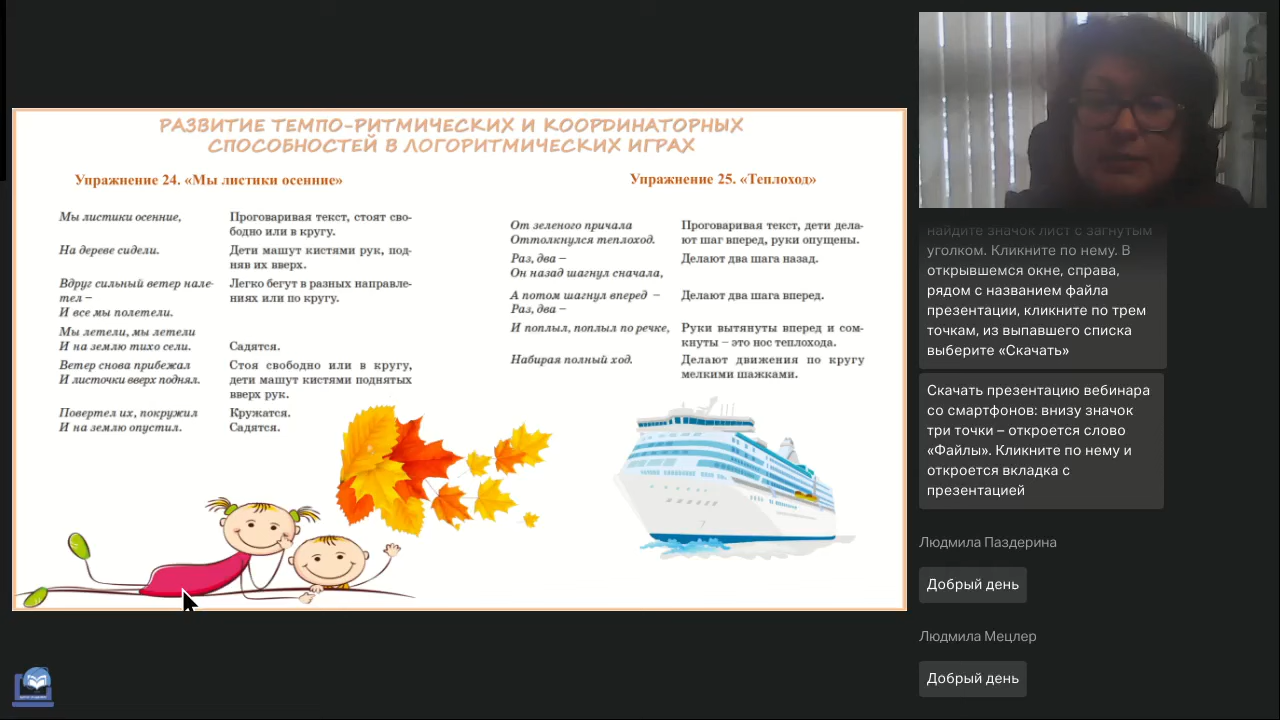 РАЗВИТИЕ ТЕМПО-РИТМИЧЕСКИХ И КООРДИНАТОРНЫХ
СПОСОБНОСТЕЙ В ЛОГОРИТМИЧЕСКИХ ИГРАХ
Упражнение 24. «Мы листики осенние»
Мы листики осенние,
Проговаривая текст, стоят сво-
бодно или в кругу.
На дереве сидели.
Дети машут кистями рук, под-
няв их вверх.
Вдруг сильный ветер нале-
тел –
И все мы полетели.
Легко бегут в разных направле-
ниях или по кругу.
Мы летели, мы летели
И на землю тихо сели.
Садятся.
Ветер снова прибежал
И листочки вверх поднял.
Стоя свободно или в кругу,
дети машут кистями поднятых
вверх рук.
Повертел их, покружил
И на землю опустил.
Кружатся.
Садятся.
Упражнение 25. «Теплоход»
От зеленого причала
Оттолкнулся теплоход.
Проговаривая текст, дети дела-
ют шаг вперед, руки опущены.
Раз, два –
Он назад шагнул сначала,
Делают два шага назад.
А потом шагнул вперед –
Раз, два –
Делают два шага вперед.
И поплыл, поплыл по речке,
Руки вытянуты вперед и сом-
кнуты – это нос теплохода.
Набирая полный ход.
Делают движения по кругу
мелкими шажками.
найдите значок лист с загнутым
уголком. Кликните по нему. В
открывшемся окне, справа,
рядом с названием файла
презентации, кликните по трем
точкам, из выпавшего списка
выберите «Скачать»
Скачать презентацию вебинара
со смартфонов: внизу значок
три точки – откроется слово
«Файлы». Кликните по нему и
откроется вкладка с
презентацией
Людмила Паздерина
Добрый день
Людмила Мецлер
Добрый день